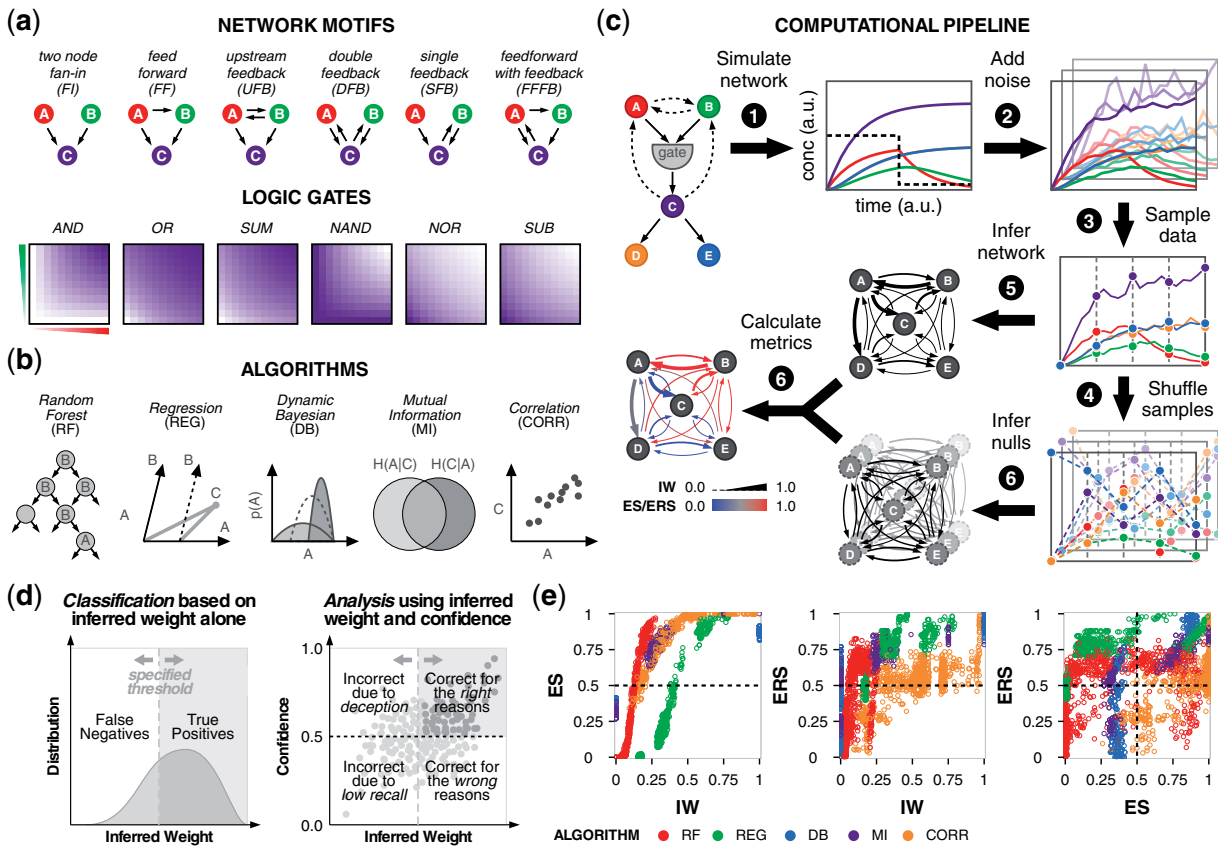 (a)
NETWORK MOTIFS
two node
fan-in
(FI)
feed
forward
(FF)
upstream
feedback
(UFB)
double
feedback
(DFB)
single
feedback
(SFB)
feedforward
with feedback
(FFFB)
A B
C
A B
C
A B
C
A B
C
A B
C
A B
C
LOGIC GATES
AND OR SUM NAND NOR SUB
(b)
ALGORITHMS
Random
Forest
(RF)
B
B B
B
A
Regression
(REG)
B B
C
A
A
Dynamic
Bayesian
(DB)
p(A)
A
Mutual
Information
(MI)
H(A|C) H(C|A)
Correlation
(CORR)
C
A
(c)
COMPUTATIONAL PIPELINE
A B
gate
C
D E
Simulate
network
1
conc (a.u.)
time (a.u.)
Add
noise
2
3
Sample
data
Infer
network
5
A B
C
D E
4
Shuffle
samples
Infer
nulls
6
A B
C
D E
A B
E
Calculate
metrics
6
A B
C
D E
IW 0.0 1.0
ES/ERS 0.0 1.0
(d)
Classification based on
inferred weight alone
specified
threshold
False
Negatives
True
Positives
Distribution
Inferred Weight
Analysis using inferred
weight and confidence
1.0
0.5
0.0
Confidence
Incorrect
due to
deception
Correct for
the right
reasons
Incorrect
due to
low recall
Correct for
the wrong
reasons
Inferred Weight
(e)
1
0.75
0.5
0.25
0
ES
0 0.25 0.5 0.75 1
IW
1
0.75
0.5
0.25
0
ERS
0 0.25 0.5 0.75 1
IW
1
0.75
0.5
0.25
0
ERS
0 0.25 0.5 0.75 1
ES
ALGORITHM RF REG DB MI CORR